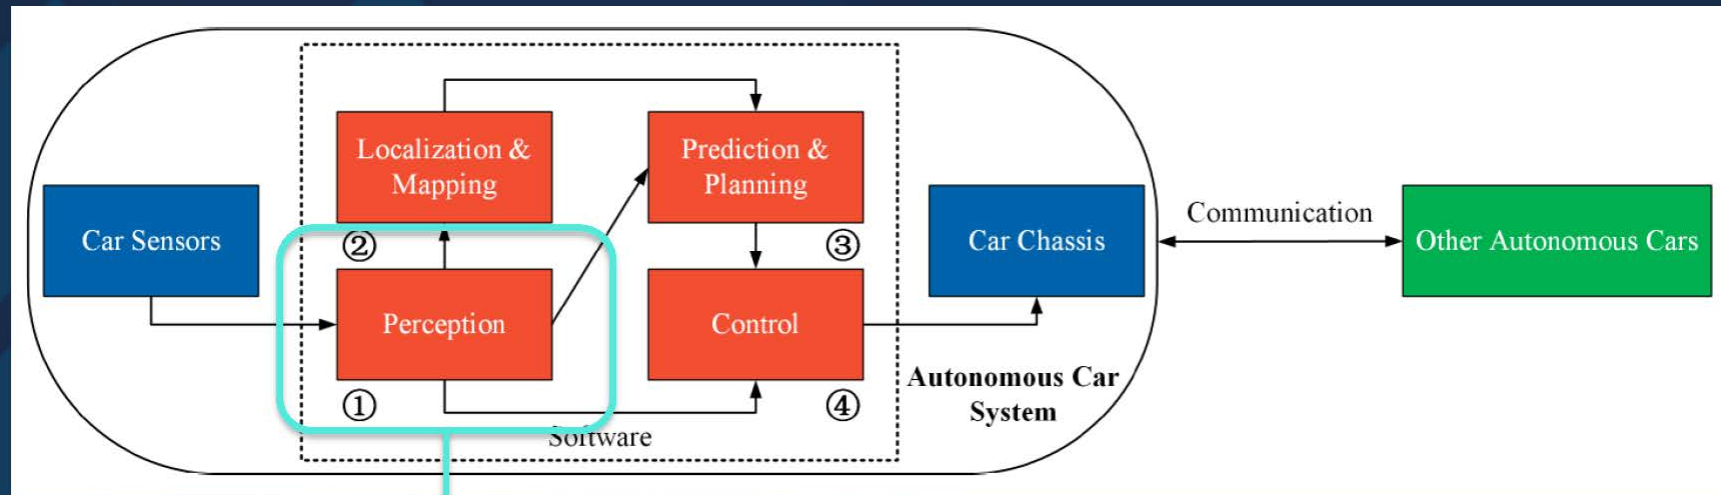 Localization &
Mapping
Prediction &
Planning
Car Sensors
②
③
Car Chassis
Communication
Other Autonomous Cars
Perception
Control
①
④
Autonomous Car
System
Software